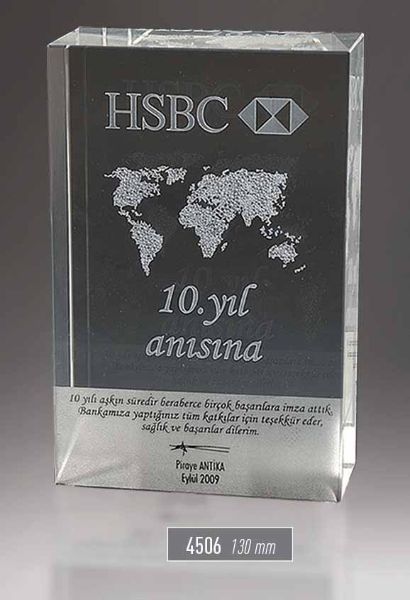 HSBC
10.yıl
anısına
10 yılı aşkın süredir beraberce birçok başarılara imza attık.
Bankamıza yaptığınız tüm katkılar için teşekkür eder,
sağlık ve başarılar dilerim.
Piraye ANTİKA
Eylül 2009
4506 130 mm